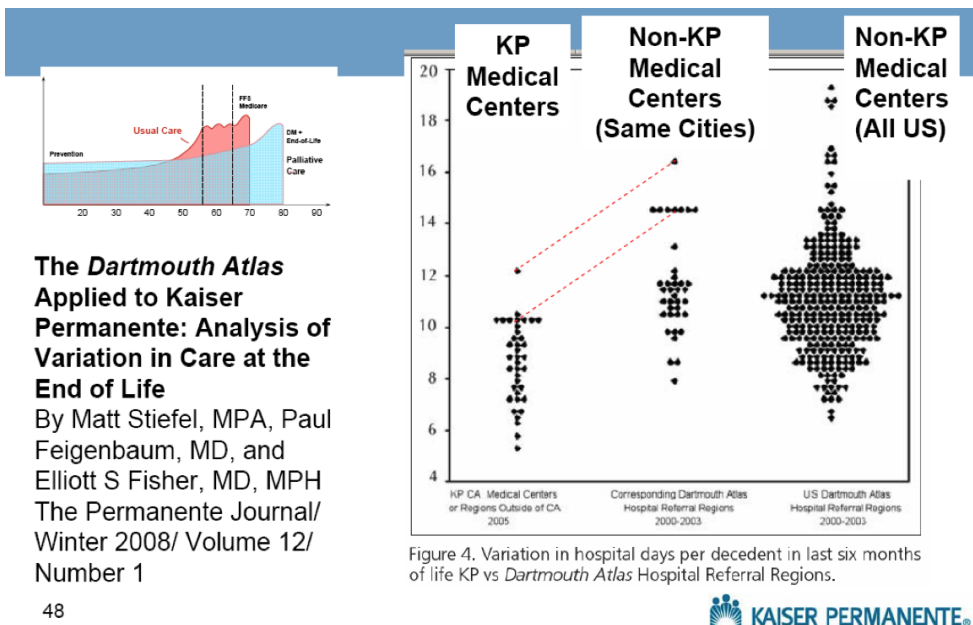 FFS
Medicare
Usual Care
DM +
End-of-Life
Prevention
Palliative
Care
20 30 40 50 60 70 80 90
The Dartmouth Atlas
Applied to Kaiser
Permanente: Analysis of
Variation in Care at the
End of Life
By Matt Stiefel, MPA, Paul
Feigenbaum, MD, and
Elliott S Fisher, MD, MPH
The Permanente Journal/
Winter 2008/ Volume 12/
Number 1
48
KP
Medical
Centers
Non-KP
Medical
Centers
(Same Cities)
Non-KP
Medical
Centers
(All US)
20
18
16
14
12
10
8
6
4
KP CA Medical Centers
or Regions Outside of CA
2005
Corresponding Dartmouth Atlas
Hospital Referral Regions
2000-2003
US Dartmouth Atlas
Hospital Referral Regions
2000-2003
Figure 4. Variation in hospital days per decedent in last six months
of life KP vs Dartmouth Atlas Hospital Referral Regions.
KAISER PERMANENTE®